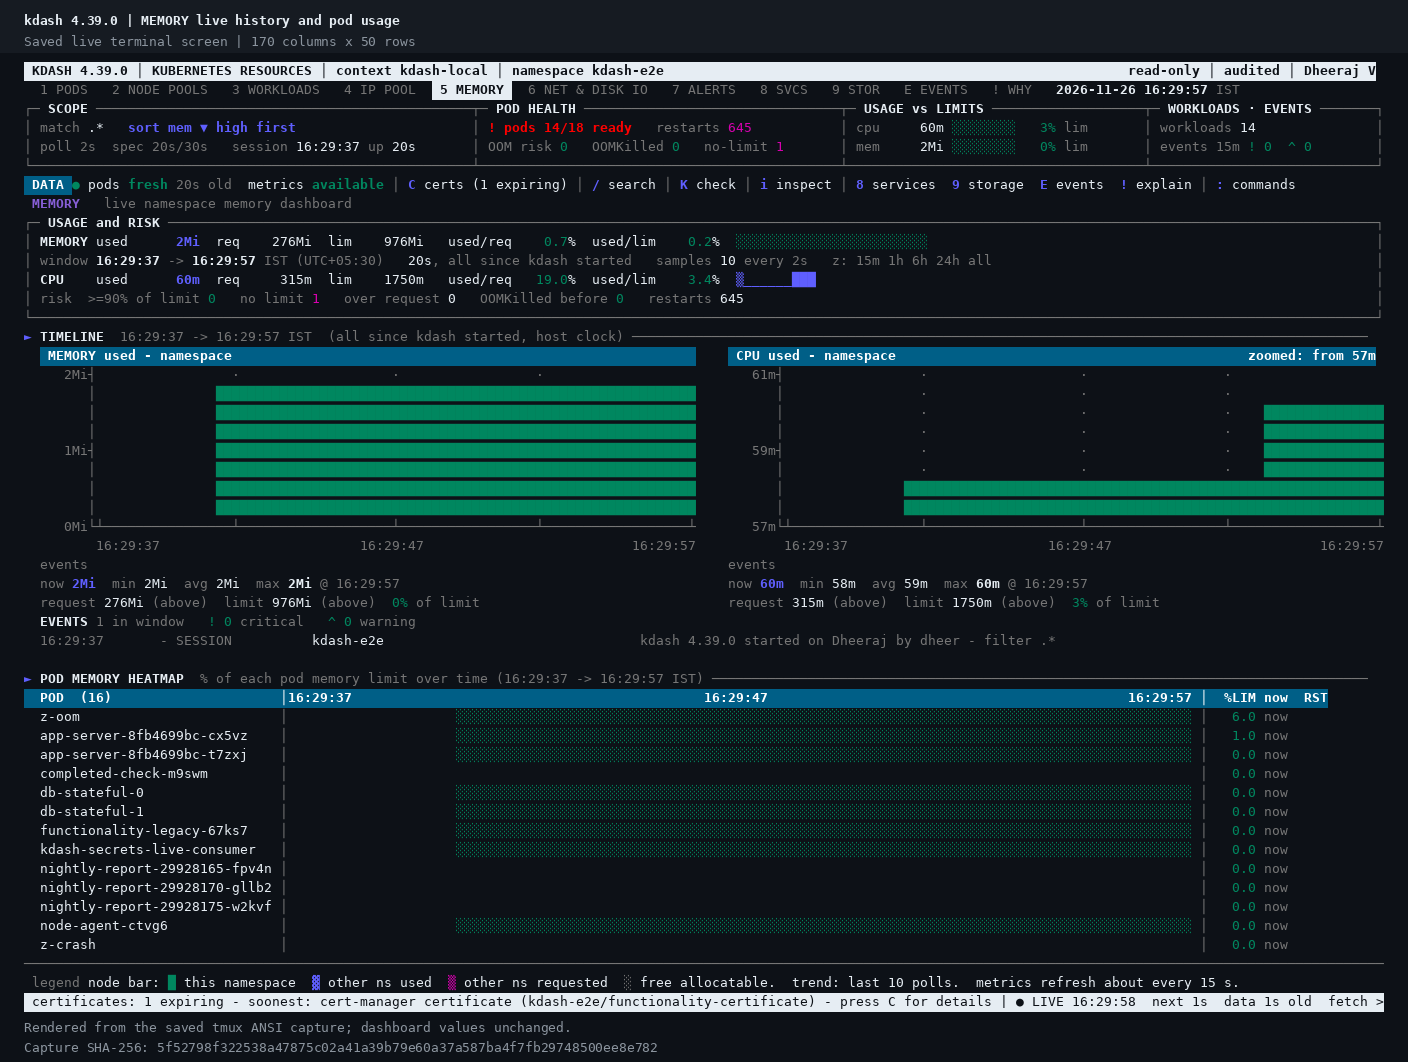 kdash 4.39.0 | MEMORY live history and pod usage
Saved live terminal screen | 170 columns x 50 rows
KDASH 4.39.0 │ KUBERNETES RESOURCES │ context kdash-local │ namespace kdash-e2e read-only │ audited │ Dheeraj V
1 PODS 2 NODE POOLS 3 WORKLOADS 4 IP POOL 5 MEMORY 6 NET & DISK IO 7 ALERTS 8 SVCS 9 STOR E EVENTS ! WHY 2026-11-26 16:29:57 IST
SCOPE POD HEALTH USAGE vs LIMITS WORKLOADS · EVENTS
match .* sort mem ▼ high first │ ! pods 14/18 ready restarts 645 │ cpu 60m 3% lim │ workloads 14
poll 2s spec 20s/30s session 16:29:37 up 20s │ OOM risk 0 OOMKilled 0 no-limit 1 │ mem 2Mi 0% lim │ events 15m ! 0 ^ 0
DATA ● pods fresh 20s old metrics available │ C certs (1 expiring) │ / search │ K check │ i inspect │ 8 services 9 storage E events ! explain │ : commands
MEMORY live namespace memory dashboard
USAGE and RISK
MEMORY used 2Mi req 276Mi lim 976Mi used/req 0.7% used/lim 0.2%
window 16:29:37 -> 16:29:57 IST (UTC+05:30) 20s, all since kdash started samples 10 every 2s z: 15m 1h 6h 24h all
CPU used 60m req 315m lim 1750m used/req 19.0% used/lim 3.4%
risk >=90% of limit 0 no limit 1 over request 0 OOMKilled before 0 restarts 645
► TIMELINE 16:29:37 -> 16:29:57 IST (all since kdash started, host clock)
MEMORY used - namespace CPU used - namespace zoomed: from 57m
2Mi 61m
1Mi 59m
0Mi 57m
16:29:37 16:29:47 16:29:57 16:29:37 16:29:47 16:29:57
events events
now 2Mi min 2Mi avg 2Mi max 2Mi @ 16:29:57 now 60m min 58m avg 59m max 60m @ 16:29:57
request 276Mi (above) limit 976Mi (above) 0% of limit request 315m (above) limit 1750m (above) 3% of limit
EVENTS 1 in window ! 0 critical ^ 0 warning
16:29:37 - SESSION kdash-e2e kdash 4.39.0 started on Dheeraj by dheer - filter .*
► POD MEMORY HEATMAP % of each pod memory limit over time (16:29:37 -> 16:29:57 IST)
POD (16) │16:29:37 16:29:47 16:29:57 │ %LIM now RST
z-oom 6.0 now
app-server-8fb4699bc-cx5vz 1.0 now
app-server-8fb4699bc-t7zxj 0.0 now
completed-check-m9swm 0.0 now
db-stateful-0 0.0 now
db-stateful-1 0.0 now
functionality-legacy-67ks7 0.0 now
kdash-secrets-live-consumer 0.0 now
nightly-report-29928165-fpv4n 0.0 now
nightly-report-29928170-gllb2 0.0 now
nightly-report-29928175-w2kvf 0.0 now
node-agent-ctvg6 0.0 now
z-crash 0.0 now
legend node bar: █ this namespace ▓ other ns used ▒ other ns requested ░ free allocatable. trend: last 10 polls. metrics refresh about every 15 s.
certificates: 1 expiring - soonest: cert-manager certificate (kdash-e2e/functionality-certificate) - press C for details | ● LIVE 16:29:58 next 1s data 1s old fetch >
Rendered from the saved tmux ANSI capture; dashboard values unchanged.
Capture SHA-256: 5f52798f322538a47875c02a41a39b79e60a37a587ba4f7fb29748500ee8e782